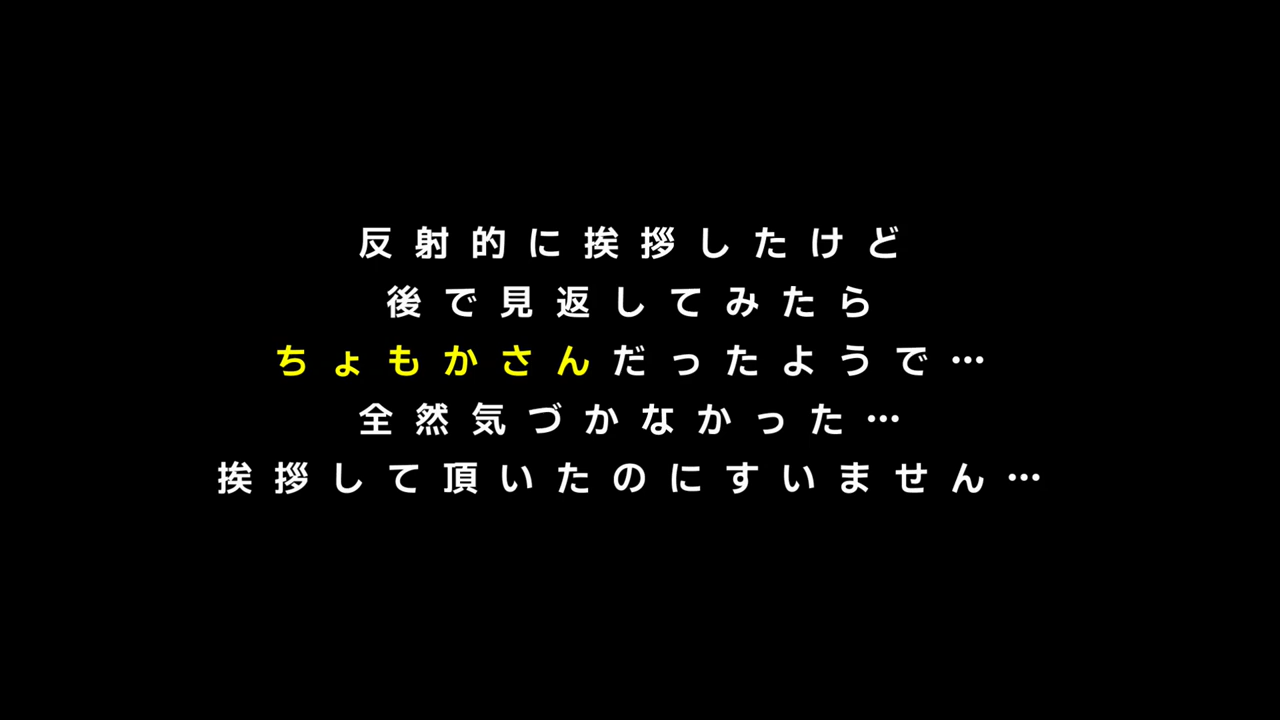 反射的に挨拶したけど
後で見返してみたら
ちょもかさんだったようで…
全然気づかなかった…
挨拶して頂いたのにすいません…